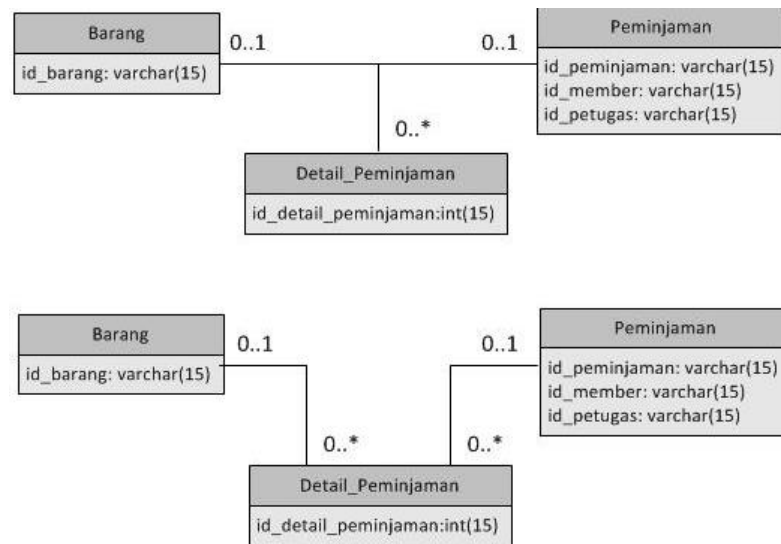 Barang
id_barang: varchar(15)
0..1
0..1
Peminjaman
id_peminjaman: varchar(15)
id_member: varchar(15)
id_petugas: varchar(15)
0..*
Detail_Peminjaman
id_detail_peminjaman:int(15)
Barang
id_barang: varchar(15)
0..1
0..1
Peminjaman
id_peminjaman: varchar(15)
id_member: varchar(15)
id_petugas: varchar(15)
0..*
0..*
Detail_Peminjaman
id_detail_peminjaman:int(15)